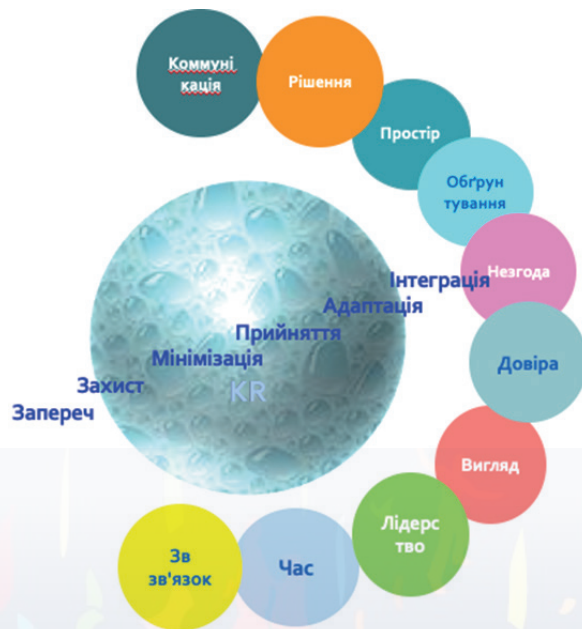 Коммуні
кація
Рішення
Простір
Обґрун
тування
Незгода
Інтеграція
Адаптація
Прийняття
Мінімізація
Захист
Запереч
KR
Довіра
Вигляд
Лідерс
тво
Час
Зв
зв'язок